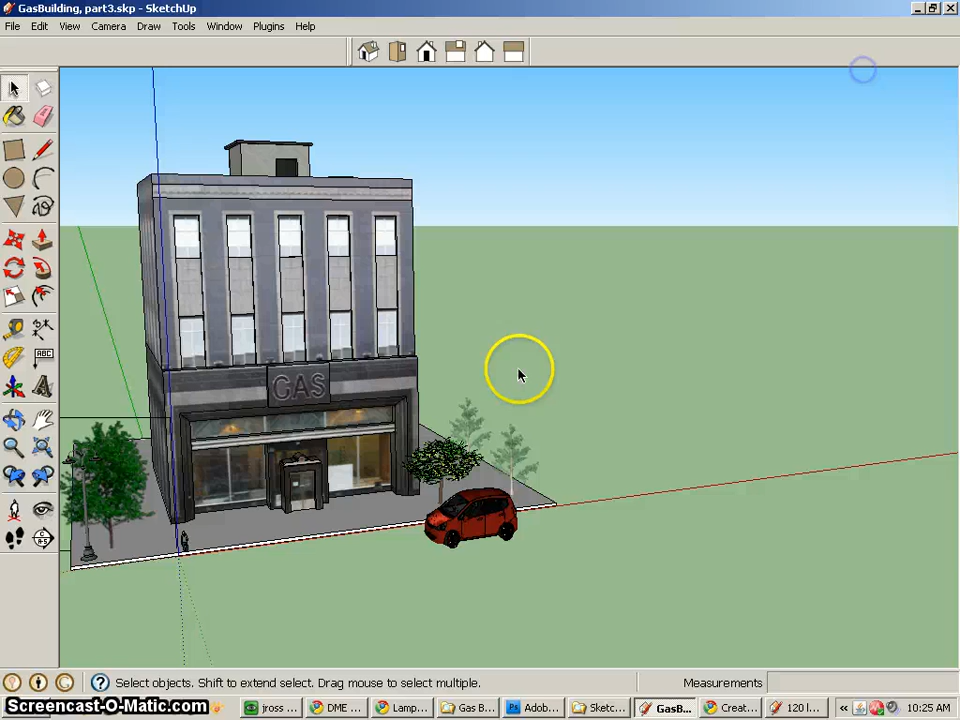 GasBuilding, part3.skp - SketchUp
File Edit View Camera Draw Tools Window Plugins Help
GAS
ABC
Select objects. Shift to extend select. Drag mouse to select multiple.
Measurements
Screencast-O-Matic.com
jross ...
DME ...
Lamp...
Gas B...
Adob...
Sketc...
GasB...
Creat...
120 l...
«
10:25 AM